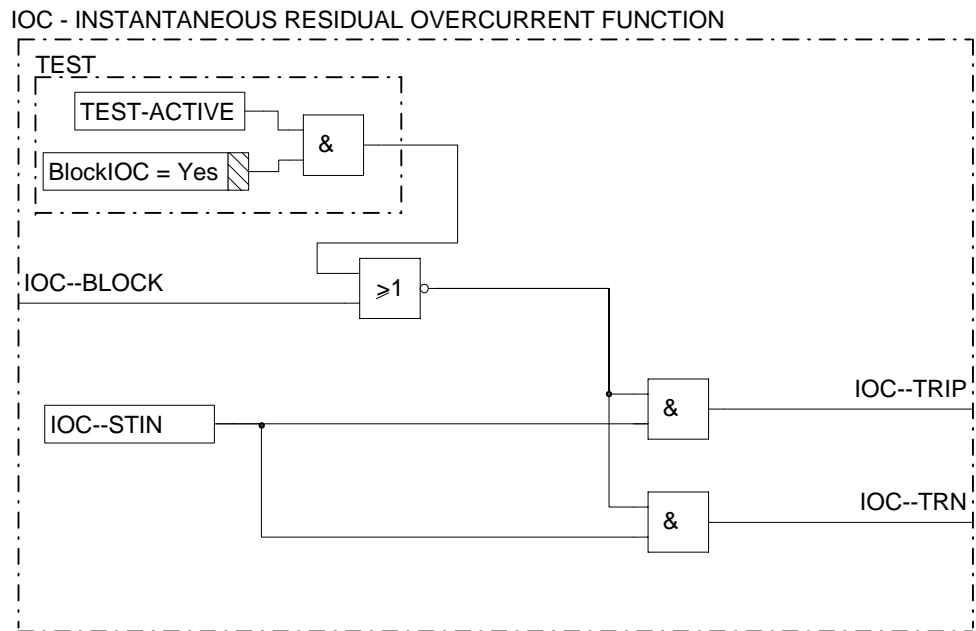 IOC - INSTANTANEOUS RESIDUAL OVERCURRENT FUNCTION
TEST
TEST-ACTIVE
&
BlockIOC = Yes
IOC--BLOCK
⩾1
IOC--TRIP
&
IOC--STIN
IOC--TRN
&